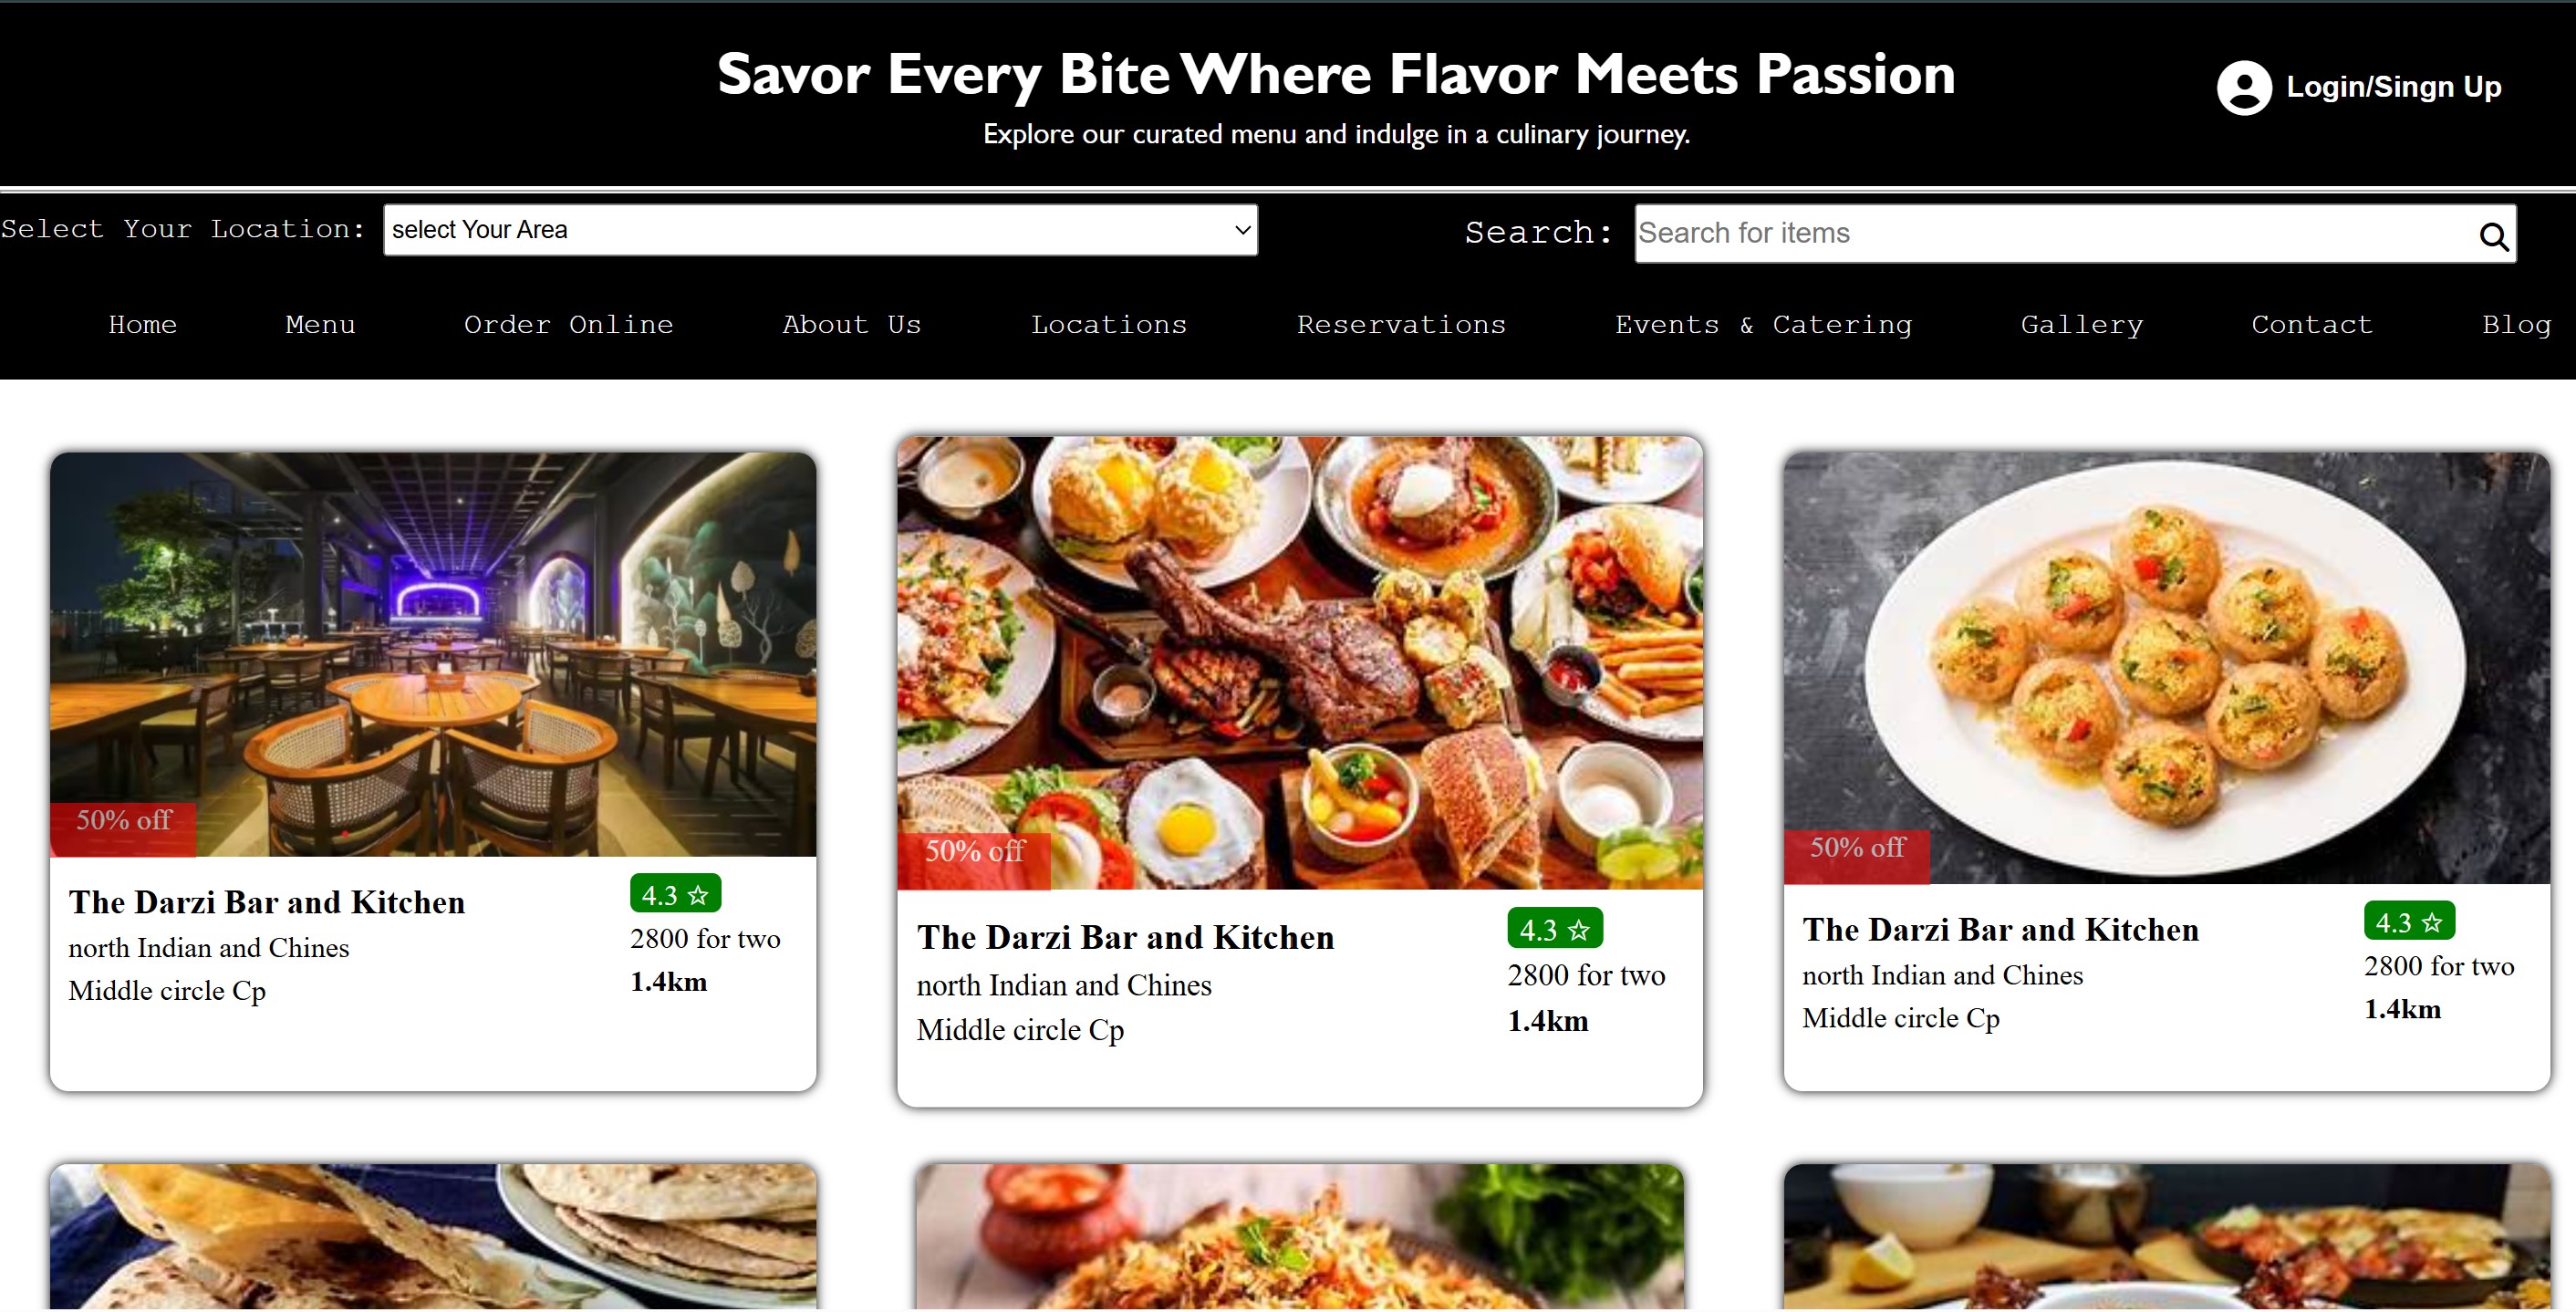 Savor Every Bite Where Flavor Meets Passion
Explore our curated menu and indulge in a culinary journey.
Login/Singn Up
Select Your Location: select Your Area
Search: Search for items
Home Menu Order Online About Us Locations Reservations Events & Catering Gallery Contact Blog
50% off
The Darzi Bar and Kitchen
north Indian and Chines
Middle circle Cp
4.3 ☆
2800 for two
1.4km
50% off
The Darzi Bar and Kitchen
north Indian and Chines
Middle circle Cp
4.3 ☆
2800 for two
1.4km
50% off
The Darzi Bar and Kitchen
north Indian and Chines
Middle circle Cp
4.3 ☆
2800 for two
1.4km